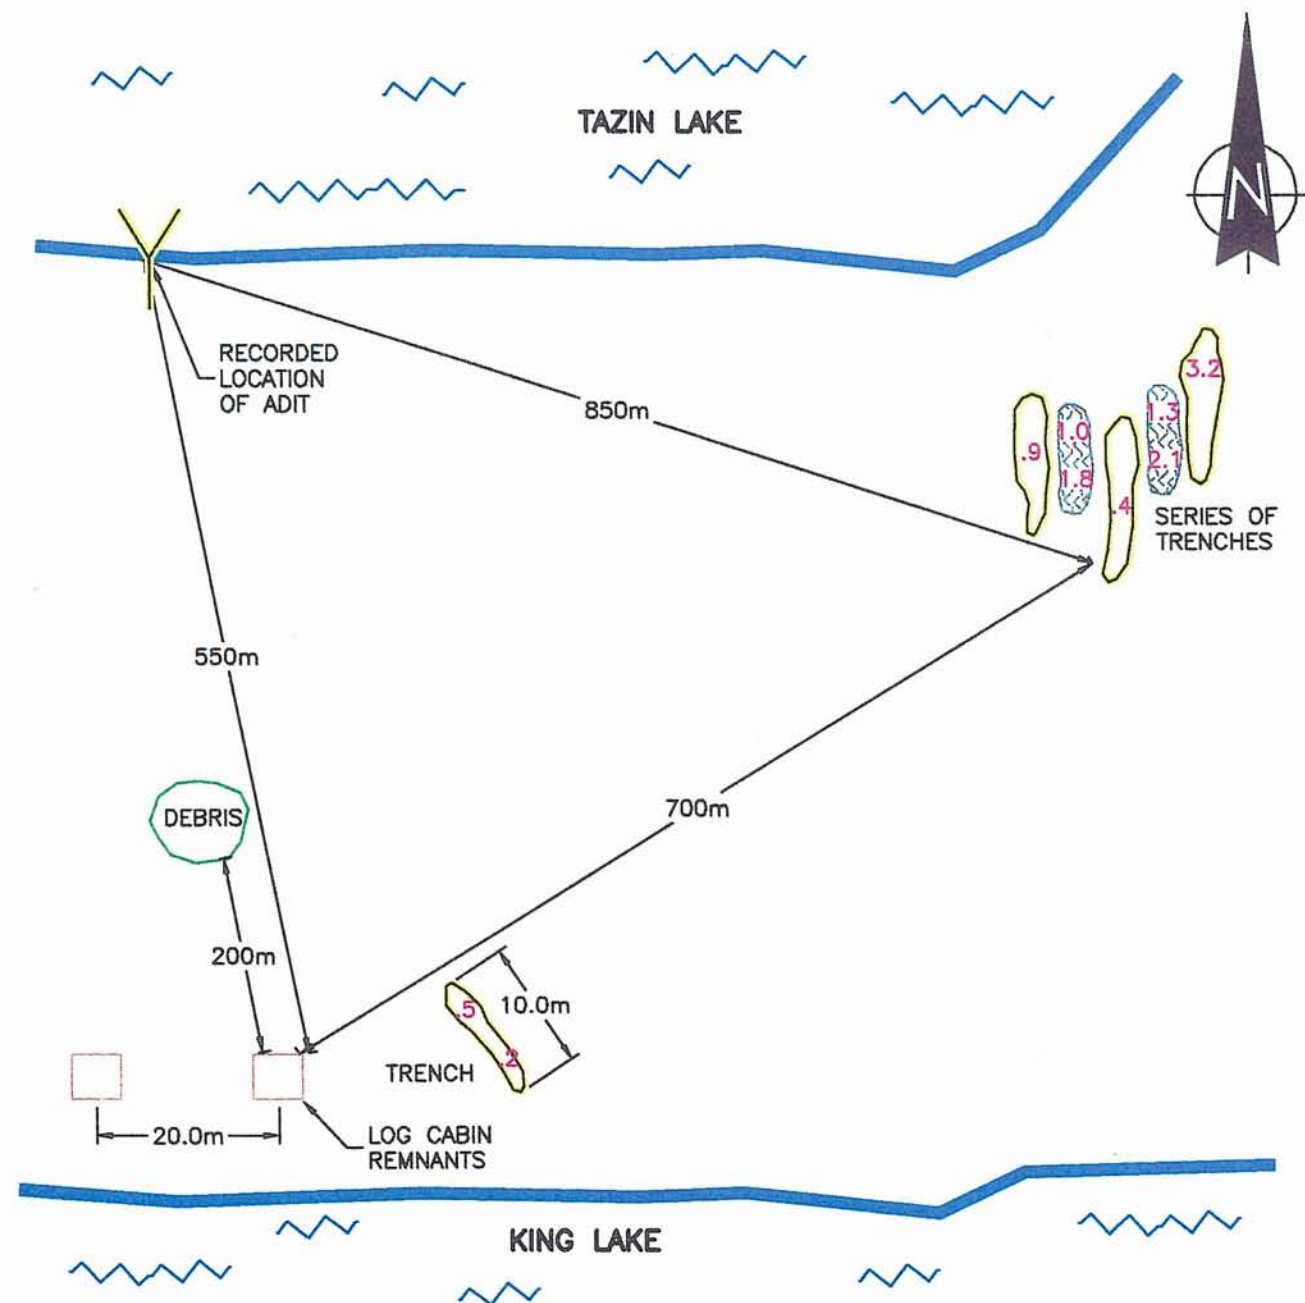 TAZIN LAKE
N
RECORDED
LOCATION
OF ADIT
850m
3.2
1.3
1.0
.9
2.1
1.8
.4
SERIES OF
TRENCHES
550m
700m
DEBRIS
200m
.5
10.0m
.2
TRENCH
20.0m
LOG CABIN
REMNANTS
KING LAKE